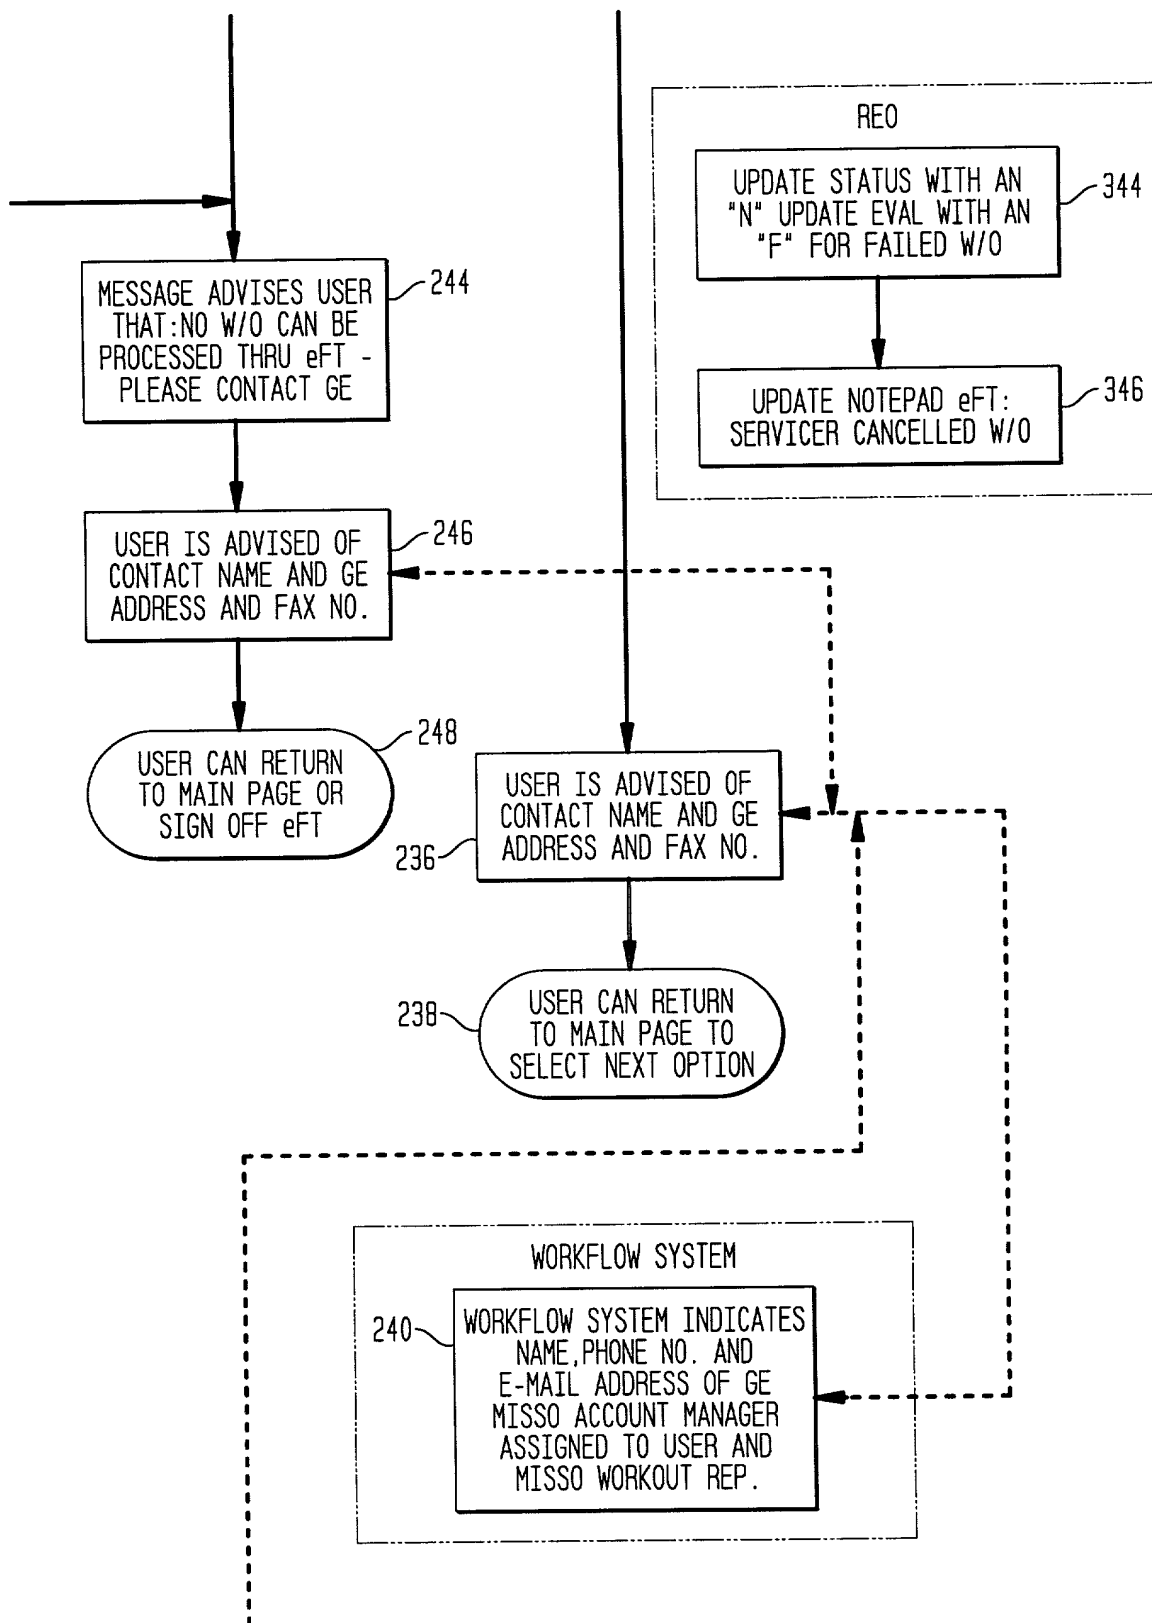 REO
UPDATE STATUS WITH AN
"N" UPDATE EVAL WITH AN
"F" FOR FAILED W/O
344
MESSAGE ADVISES USER
THAT:NO W/O CAN BE
PROCESSED THRU eFT -
PLEASE CONTACT GE
244
UPDATE NOTEPAD eFT:
SERVICER CANCELLED W/O
346
USER IS ADVISED OF
CONTACT NAME AND GE
ADDRESS AND FAX NO.
246
USER CAN RETURN
TO MAIN PAGE OR
SIGN OFF eFT
248
USER IS ADVISED OF
CONTACT NAME AND GE
ADDRESS AND FAX NO.
236
USER CAN RETURN
TO MAIN PAGE TO
SELECT NEXT OPTION
238
WORKFLOW SYSTEM
240
WORKFLOW SYSTEM INDICATES
NAME,PHONE NO. AND
E-MAIL ADDRESS OF GE
MISSO ACCOUNT MANAGER
ASSIGNED TO USER AND
MISSO WORKOUT REP.